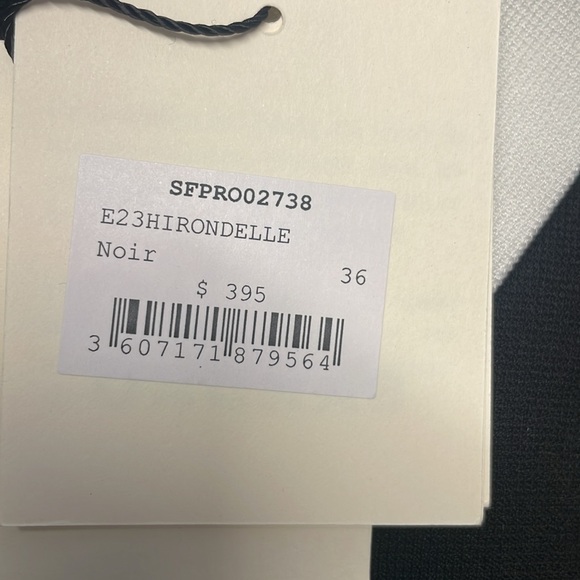 SFPRO02738
E23HIRONDELLE
Noir
36
$ 395
3 607171 879564